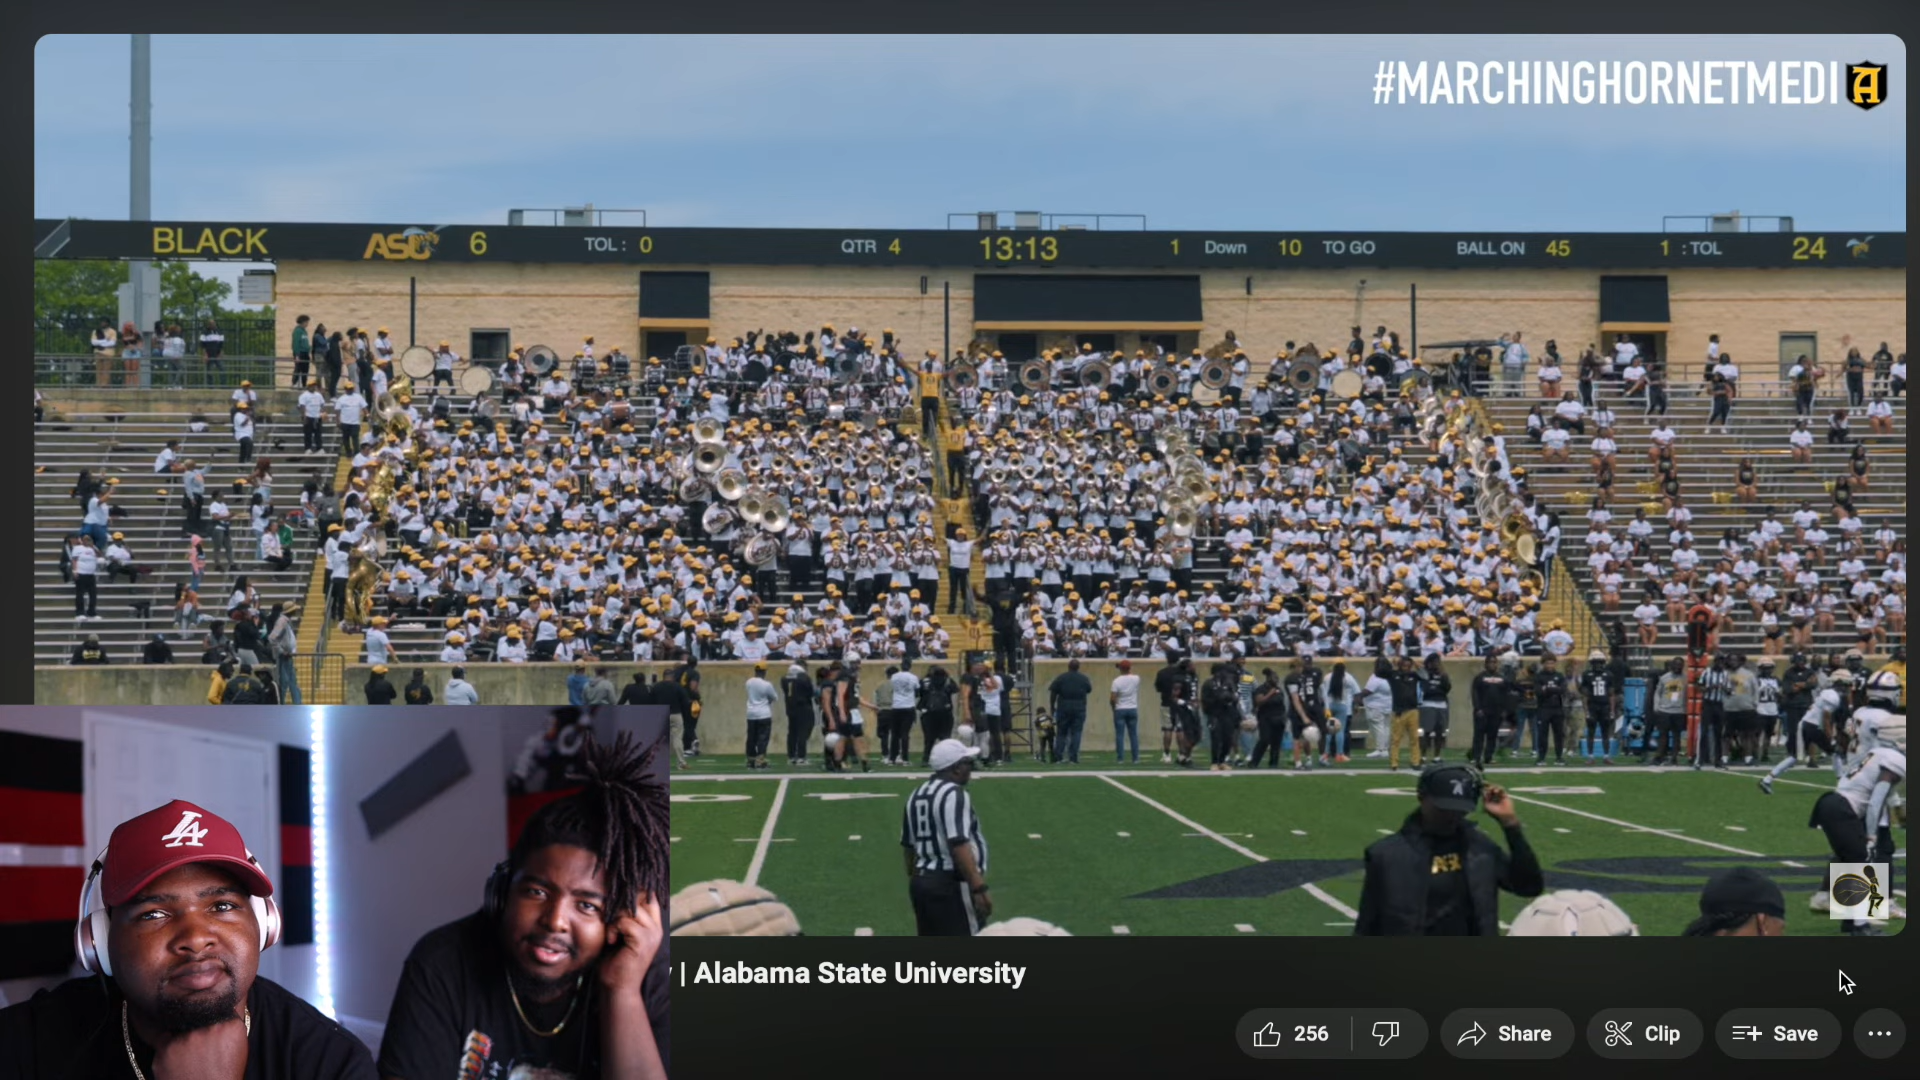 #MARCHINGHORNETMEDIA
BLACK ASU 6 TOL : 0 QTR 4 13:13 1 Down 10 TO GO BALL ON 45 1 : TOL 24
LA
| Alabama State University
256 Share Clip Save